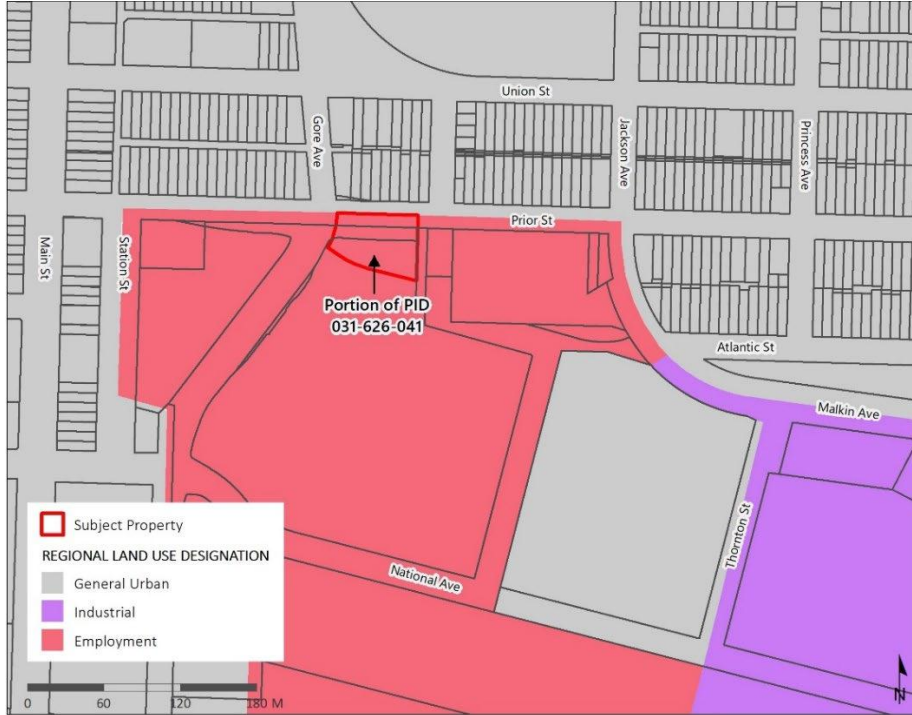 Union St
Gore Ave
Jackson Ave
Princess Ave
Prior St
Main St
Station St
Portion of PID
031-626-041
Atlantic St
Malkin Ave
Thornton St
National Ave
Subject Property
REGIONAL LAND USE DESIGNATION
General Urban
Industrial
Employment
0 60 120 180 M
N